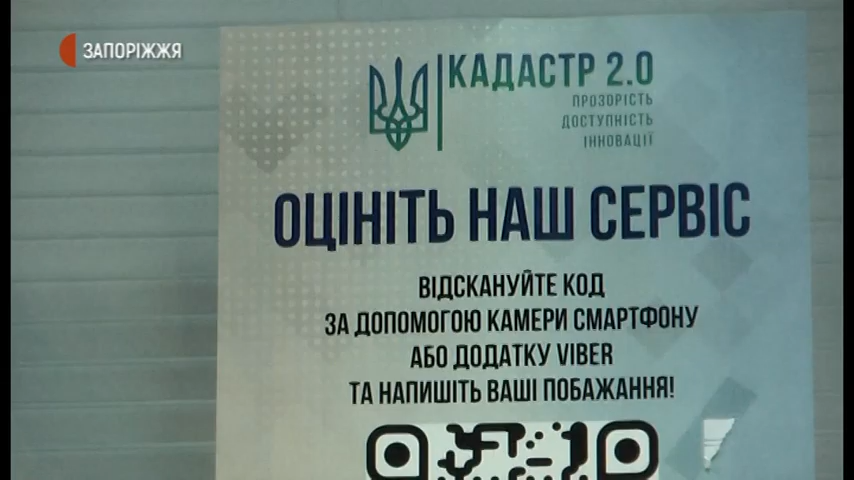 ЗАПОРІЖЖЯ
КАДАСТР 2.0
ПРОЗОРІСТЬ
ДОСТУПНІСТЬ
ІННОВАЦІЇ
ОЦІНІТЬ НАШ СЕРВІС
ВІДСКАНУЙТЕ КОД
ЗА ДОПОМОГОЮ КАМЕРИ СМАРТФОНУ
АБО ДОДАТКУ VIBER
ТА НАПИШІТЬ ВАШІ ПОБАЖАННЯ!